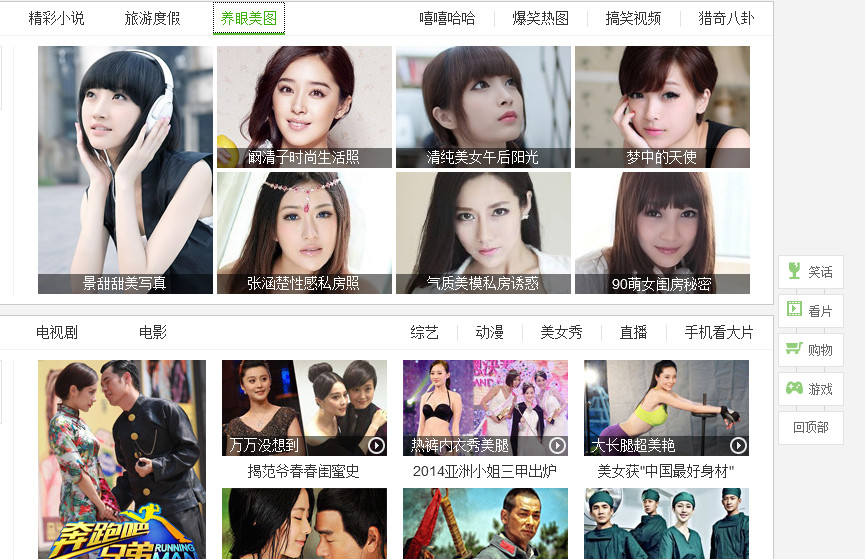 精彩小说 旅游度假 养眼美图 嘻嘻哈哈 爆笑热图 搞笑视频 猎奇八卦
阚清子时尚生活照 清纯美女午后阳光 梦中的天使
景甜甜美写真 张涵楚性感私房照 气质美模私房诱惑 90萌女闺房秘密
笑话
看片
购物
游戏
回顶部
电视剧 电影 综艺 动漫 美女秀 直播 手机看大片
万万没想到 热裤内衣秀美腿 大长腿超美艳
揭范爷春春闺蜜史 2014亚洲小姐三甲出炉 美女获"中国最好身材"
奔跑吧
兄弟 RUNNING
MAN